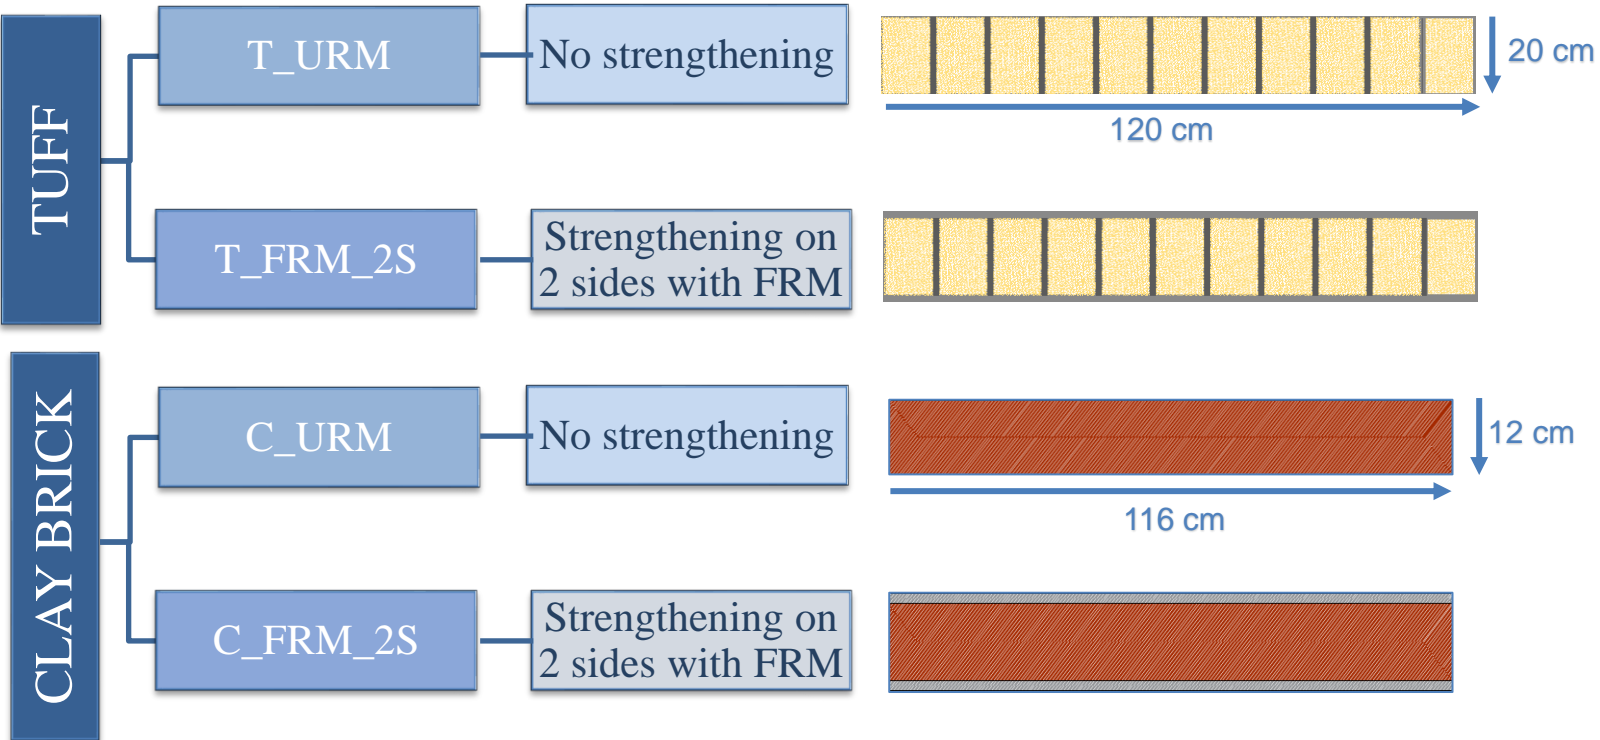 TUFF
T_URM
No strengthening
20 cm
120 cm
T_FRM_2S
Strengthening on
2 sides with FRM
CLAY BRICK
C_URM
No strengthening
12 cm
116 cm
C_FRM_2S
Strengthening on
2 sides with FRM